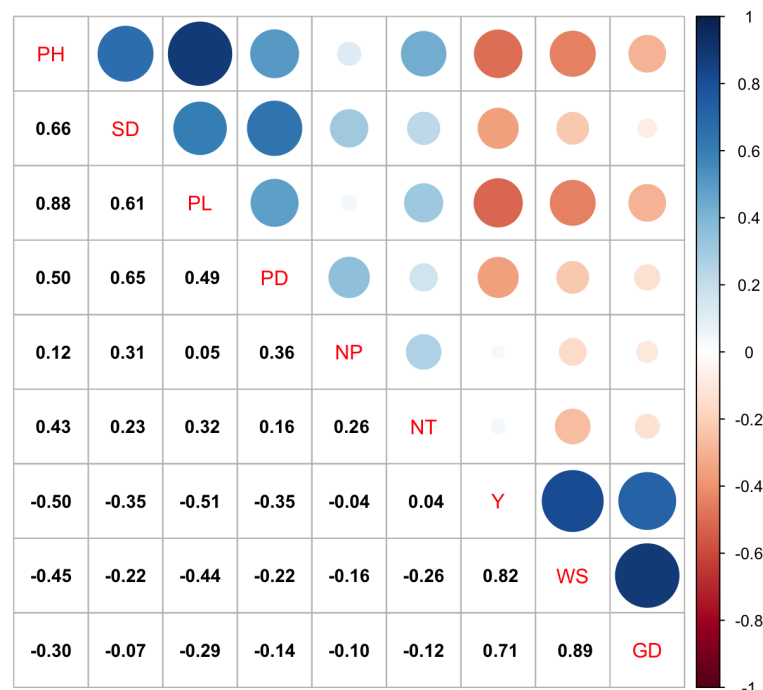 PH
0.66 SD
0.88 0.61 PL
0.50 0.65 0.49 PD
0.12 0.31 0.05 0.36 NP
0.43 0.23 0.32 0.16 0.26 NT
-0.50 -0.35 -0.51 -0.35 -0.04 0.04 Y
-0.45 -0.22 -0.44 -0.22 -0.16 -0.26 0.82 WS
-0.30 -0.07 -0.29 -0.14 -0.10 -0.12 0.71 0.89 GD
1
0.8
0.6
0.4
0.2
0
-0.2
-0.4
-0.6
-0.8
-1